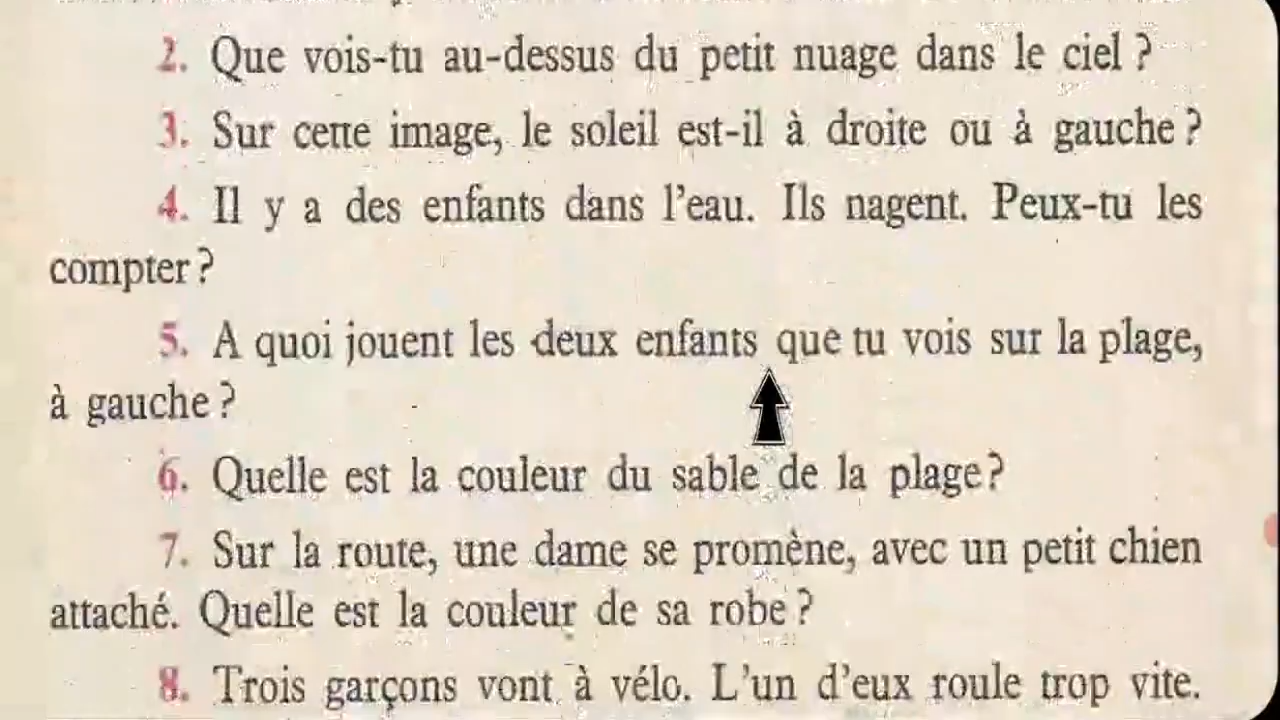 2. Que vois-tu au-dessus du petit nuage dans le ciel ?
3. Sur cette image, le soleil est-il à droite ou à gauche ?
4. Il y a des enfants dans l'eau. Ils nagent. Peux-tu les
compter ?
5. A quoi jouent les deux enfants que tu vois sur la plage,
à gauche ?
6. Quelle est la couleur du sable de la plage ?
7. Sur la route, une dame se promène, avec un petit chien
attaché. Quelle est la couleur de sa robe ?
8. Trois garçons vont à vélo. L'un d'eux roule trop vite.